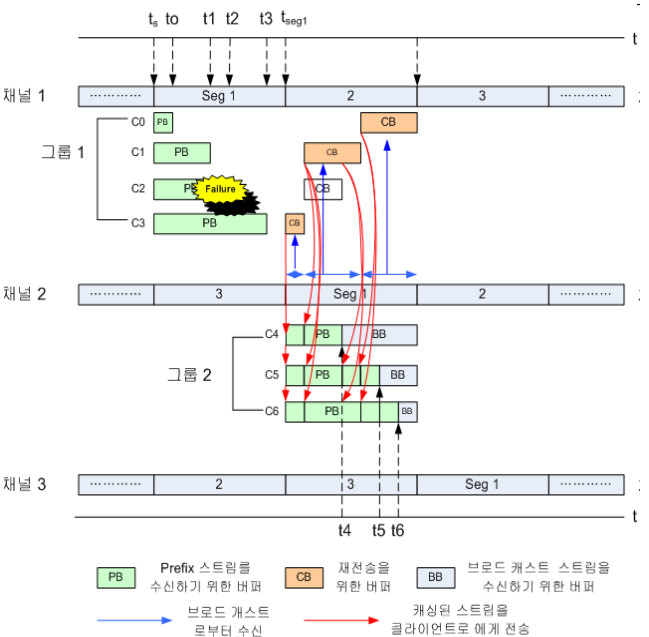 ts to t1 t2 t3 tseg1
t
채널 1 ………… Seg 1 2 3 …………
C0 PB CB
그룹 1
C1 PB CB
C2 PB Failure CB
C3 PB CB
채널 2 ………… 3 Seg 1 2 …………
C4 PB BB
그룹 2
C5 PB BB
C6 PB BB
채널 3 ………… 2 3 Seg 1 …………
t
t4 t5 t6
PB Prefix 스트림를 수신하기 위한 버퍼
CB 재전송을 위한 버퍼
BB 브로드 캐스트 스트림을 수신하기 위한 버퍼
브로드 개스트 로부터 수신
캐싱된 스트림을 클라이언트로 에게 전송